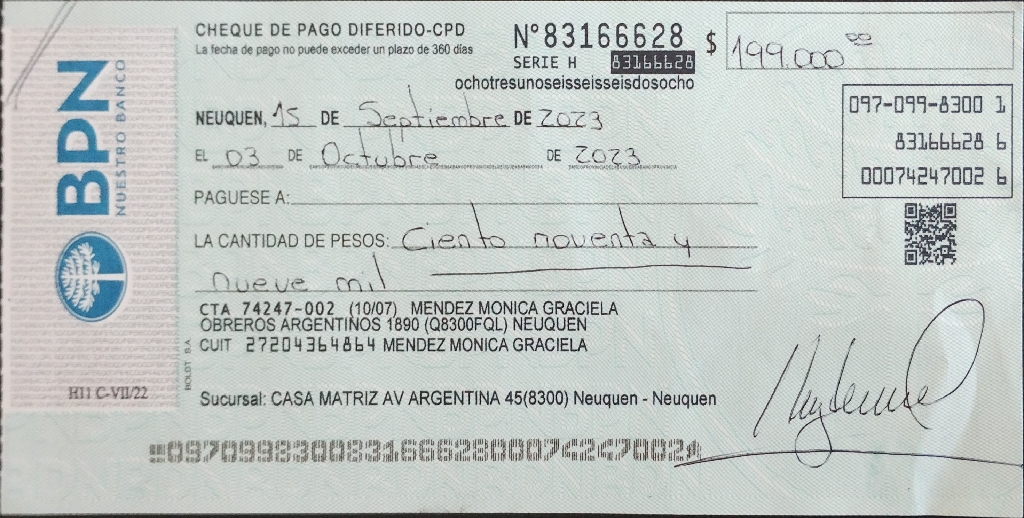 CHEQUE DE PAGO DIFERIDO-CPD
La fecha de pago no puede exceder un plazo de 360 días
N°83166628
SERIE H 83166628
ochotresunoseisseisseisdosocho
$ 199.000 00
BPN
NUESTRO BANCO
NEUQUEN, 15 DE Septiembre DE 2023
EL 03 DE Octubre DE 2023
097-099-8300 1
83166628 6
00074247002 6
PAGUESE A:
LA CANTIDAD DE PESOS: Ciento noventa y
nueve mil
CTA 74247-002 (10/07) MENDEZ MONICA GRACIELA
OBREROS ARGENTINOS 1890 (Q8300FQL) NEUQUEN
CUIT 27204364864 MENDEZ MONICA GRACIELA
BOLDT S.A
H11 C-VII/22
Sucursal: CASA MATRIZ AV ARGENTINA 45(8300) Neuquen - Neuquen
09709983008316662800074247002